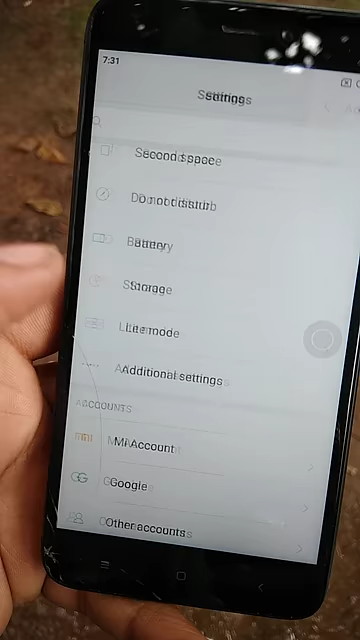 7:31
Settings
Second space
Do not disturb
Battery
Storage
Lite mode
Additional settings
ACCOUNTS
MI
Mi Account
G
Google
Other accounts